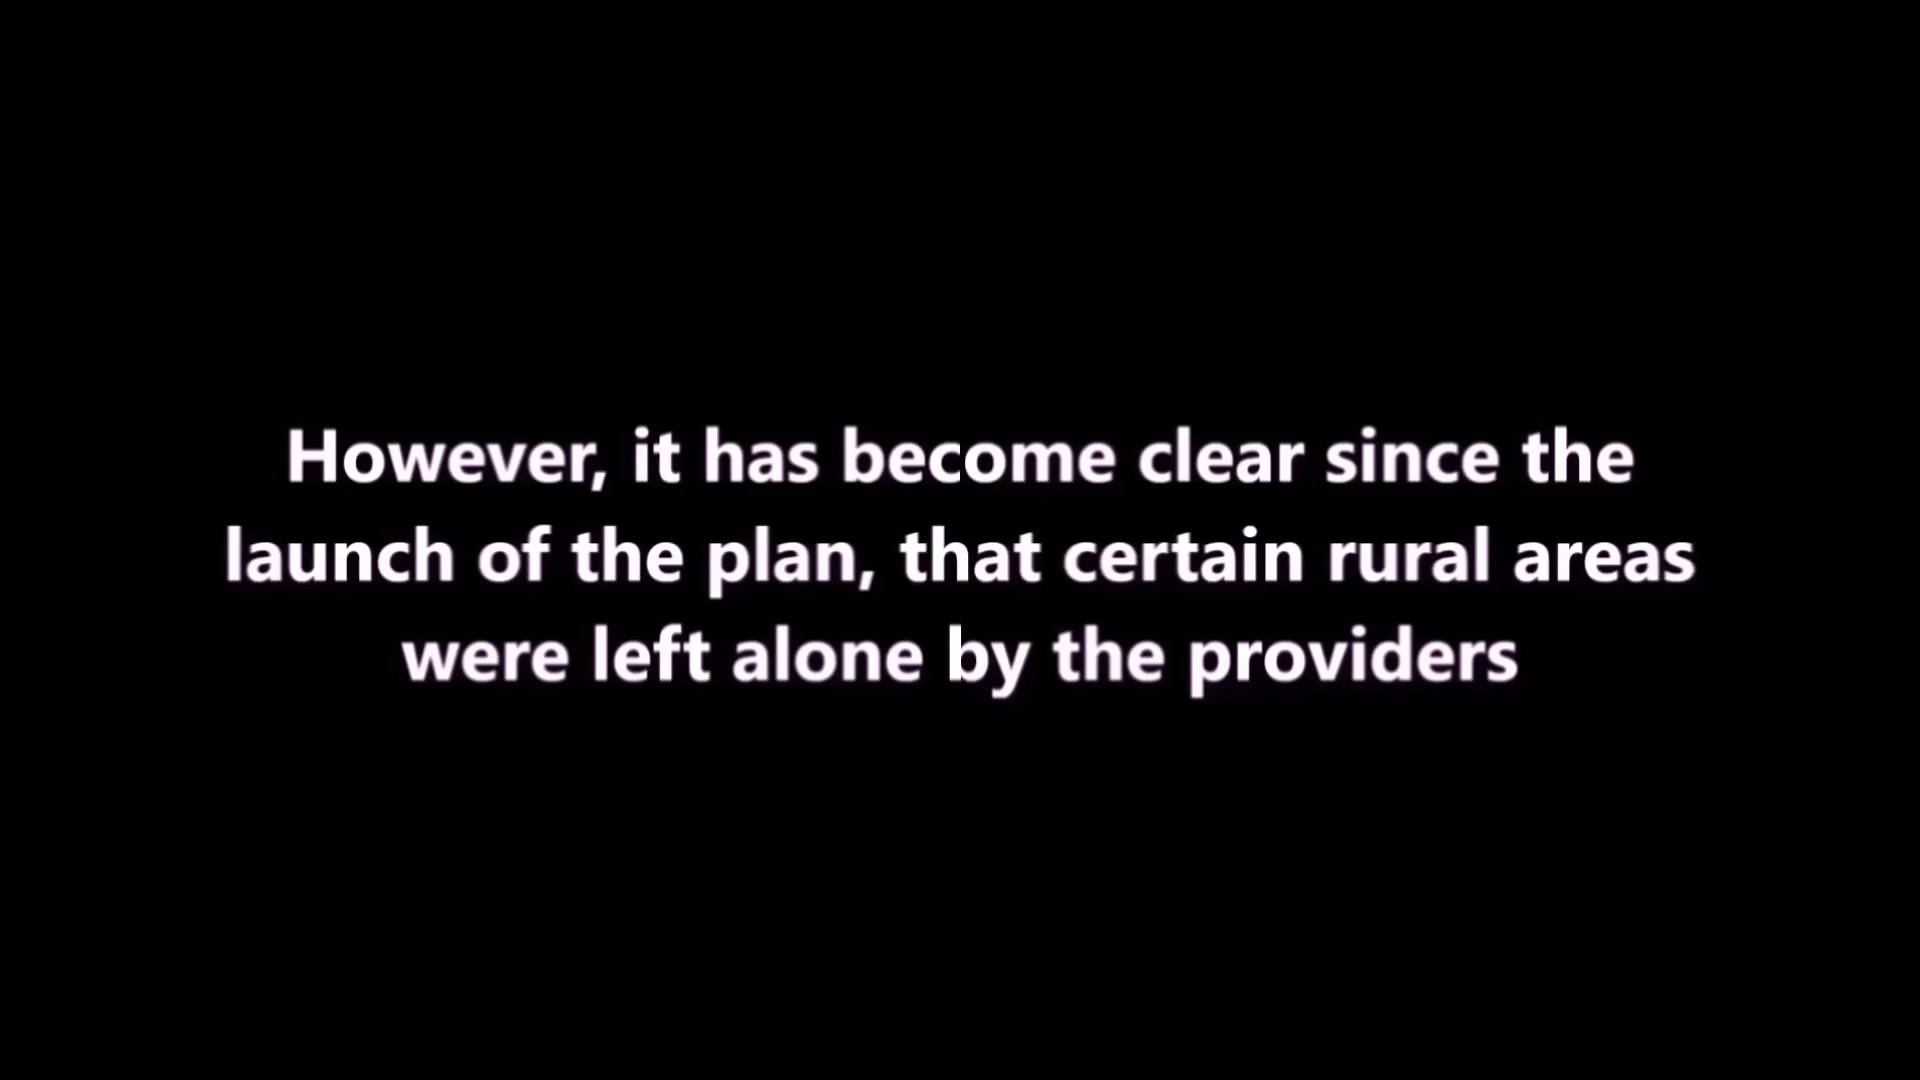 However, it has become clear since the
launch of the plan, that certain rural areas
were left alone by the providers